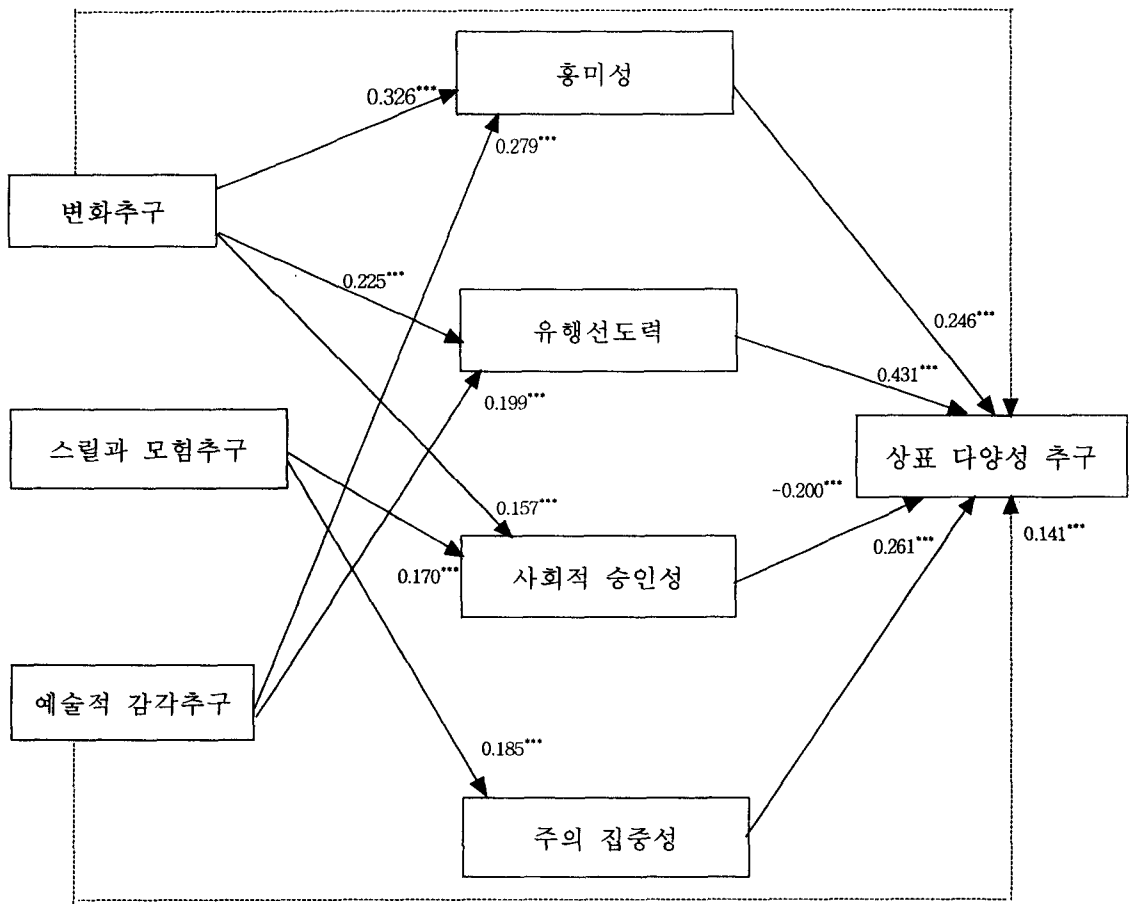 흥미성
0.326***
0.279***
변화추구
0.225***
유행선도력
0.246***
0.431***
0.199***
스릴과 모험추구
상표 다양성 추구
-0.200***
0.157***
0.261***
0.141***
0.170***
사회적 승인성
예술적 감각추구
0.185***
주의 집중성